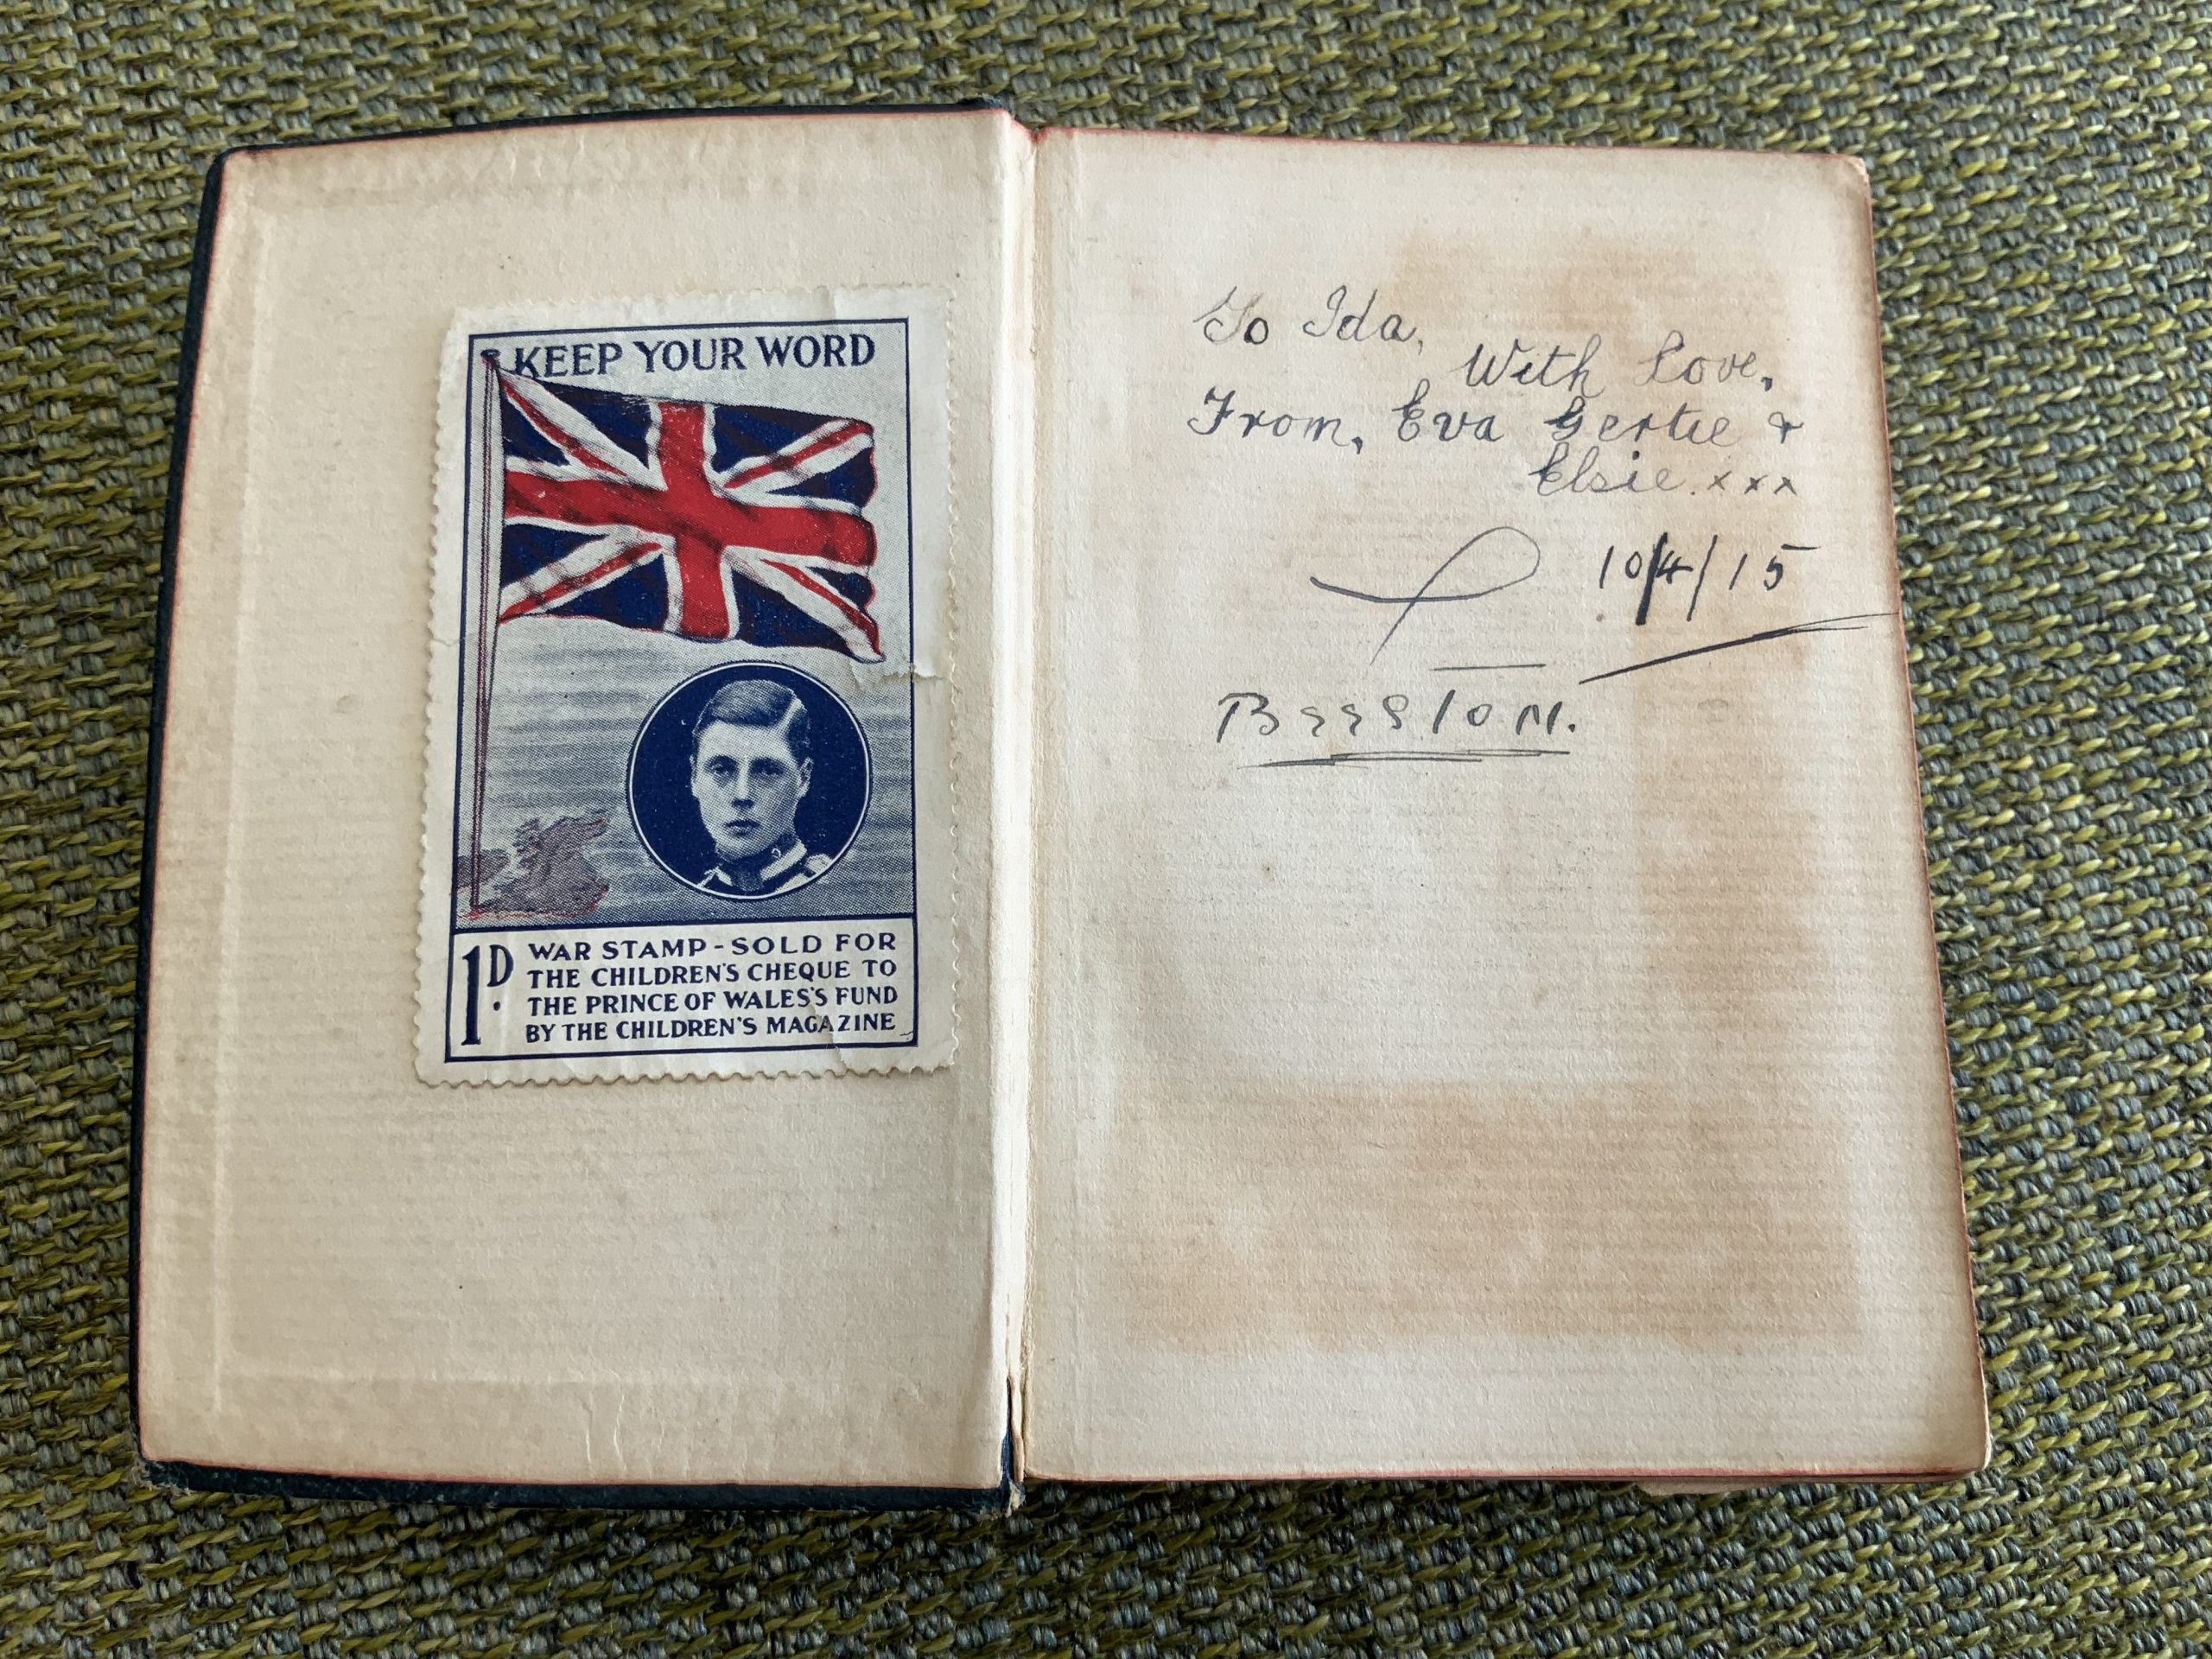 KEEP YOUR WORD
1D.
WAR STAMP - SOLD FOR
THE CHILDREN'S CHEQUE TO
THE PRINCE OF WALES'S FUND
BY THE CHILDREN'S MAGAZINE
To Ida,
With Love,
From, Eva Gertie &
Elsie. x x x
10/4/15
BEESTON.